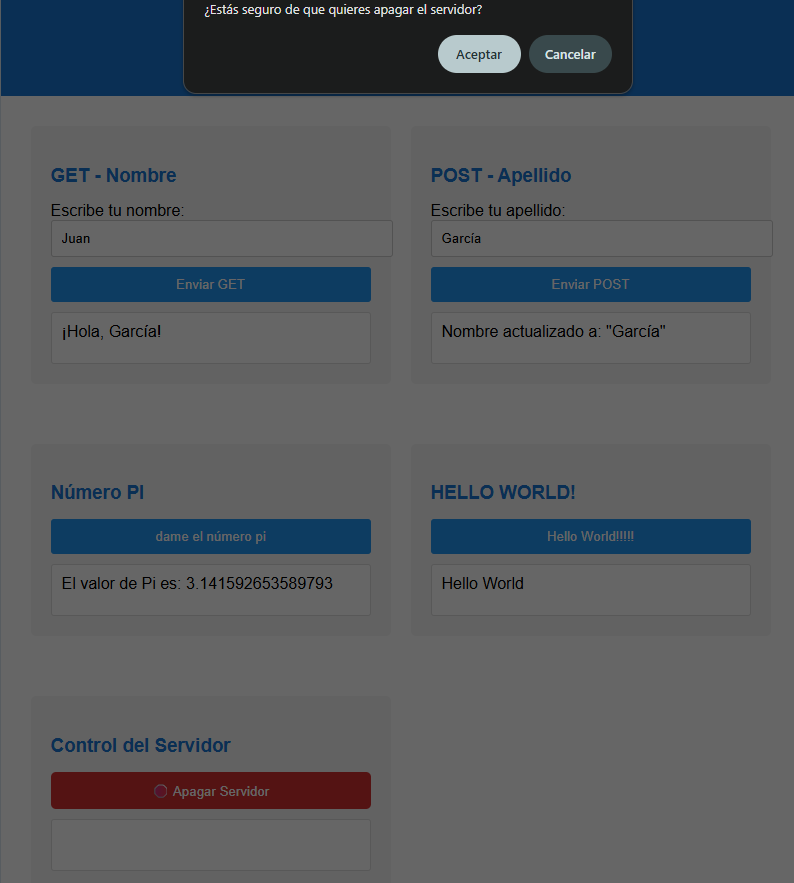 ¿Estás seguro de que quieres apagar el servidor?
Aceptar
Cancelar
GET - Nombre
Escribe tu nombre:
Juan
Enviar GET
¡Hola, García!
POST - Apellido
Escribe tu apellido:
García
Enviar POST
Nombre actualizado a: "García"
Número PI
dame el número pi
El valor de Pi es: 3.141592653589793
HELLO WORLD!
Hello World!!!!!
Hello World
Control del Servidor
Apagar Servidor